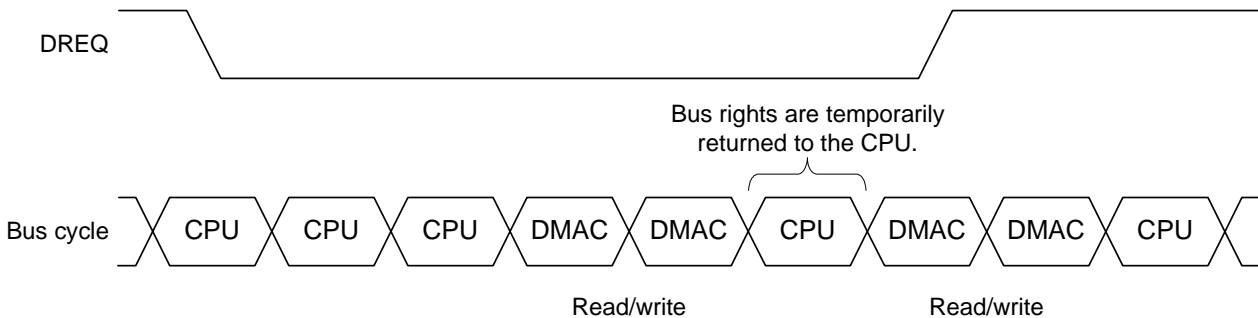 DREQ
Bus rights are temporarily
returned to the CPU.
Bus cycle CPU CPU CPU DMAC DMAC CPU DMAC DMAC CPU
Read/write Read/write